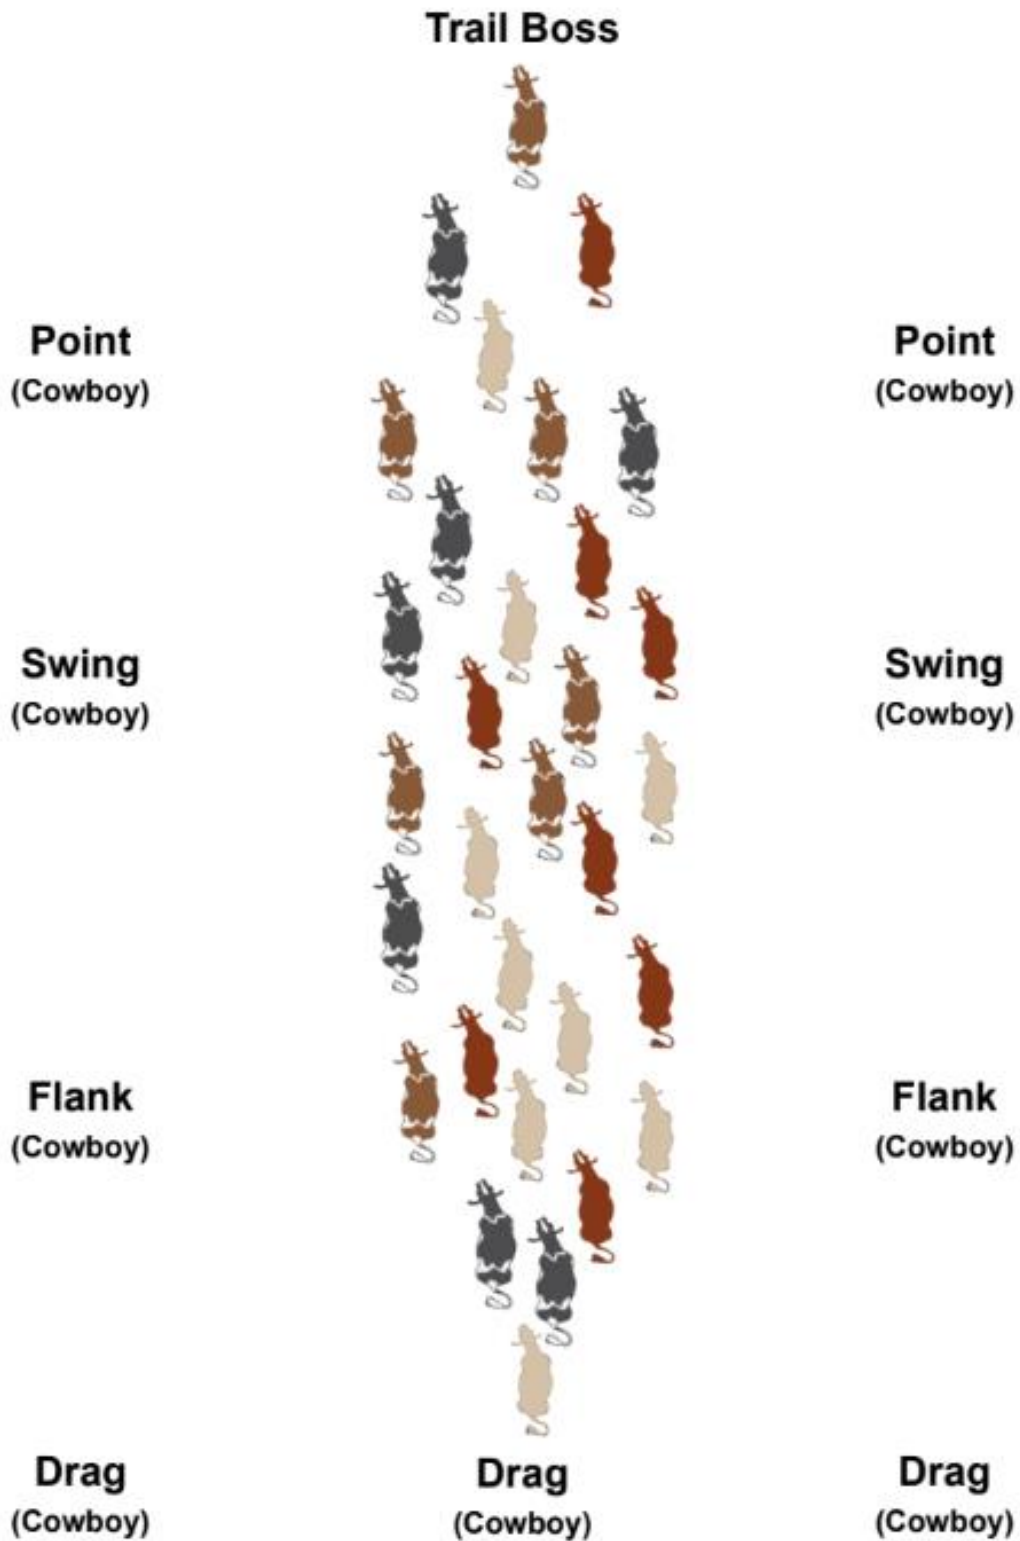 Trail Boss
Point Point
(Cowboy) (Cowboy)
Swing Swing
(Cowboy) (Cowboy)
Flank Flank
(Cowboy) (Cowboy)
Drag Drag Drag
(Cowboy) (Cowboy) (Cowboy)